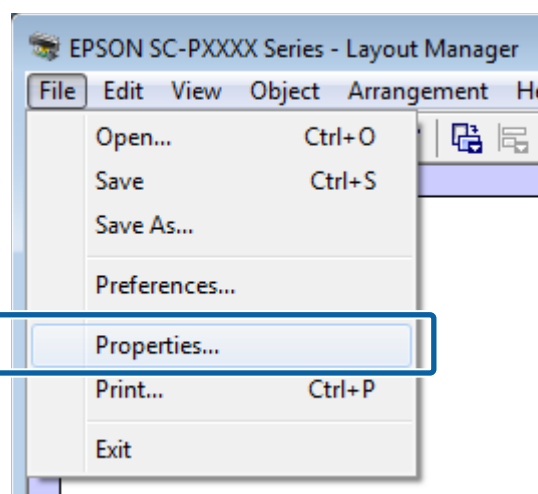 EPSON SC-PXXXX Series - Layout Manager
File Edit View Object Arrangement
Open... Ctrl+O
Save Ctrl+S
Save As...
Preferences...
Properties...
Print... Ctrl+P
Exit